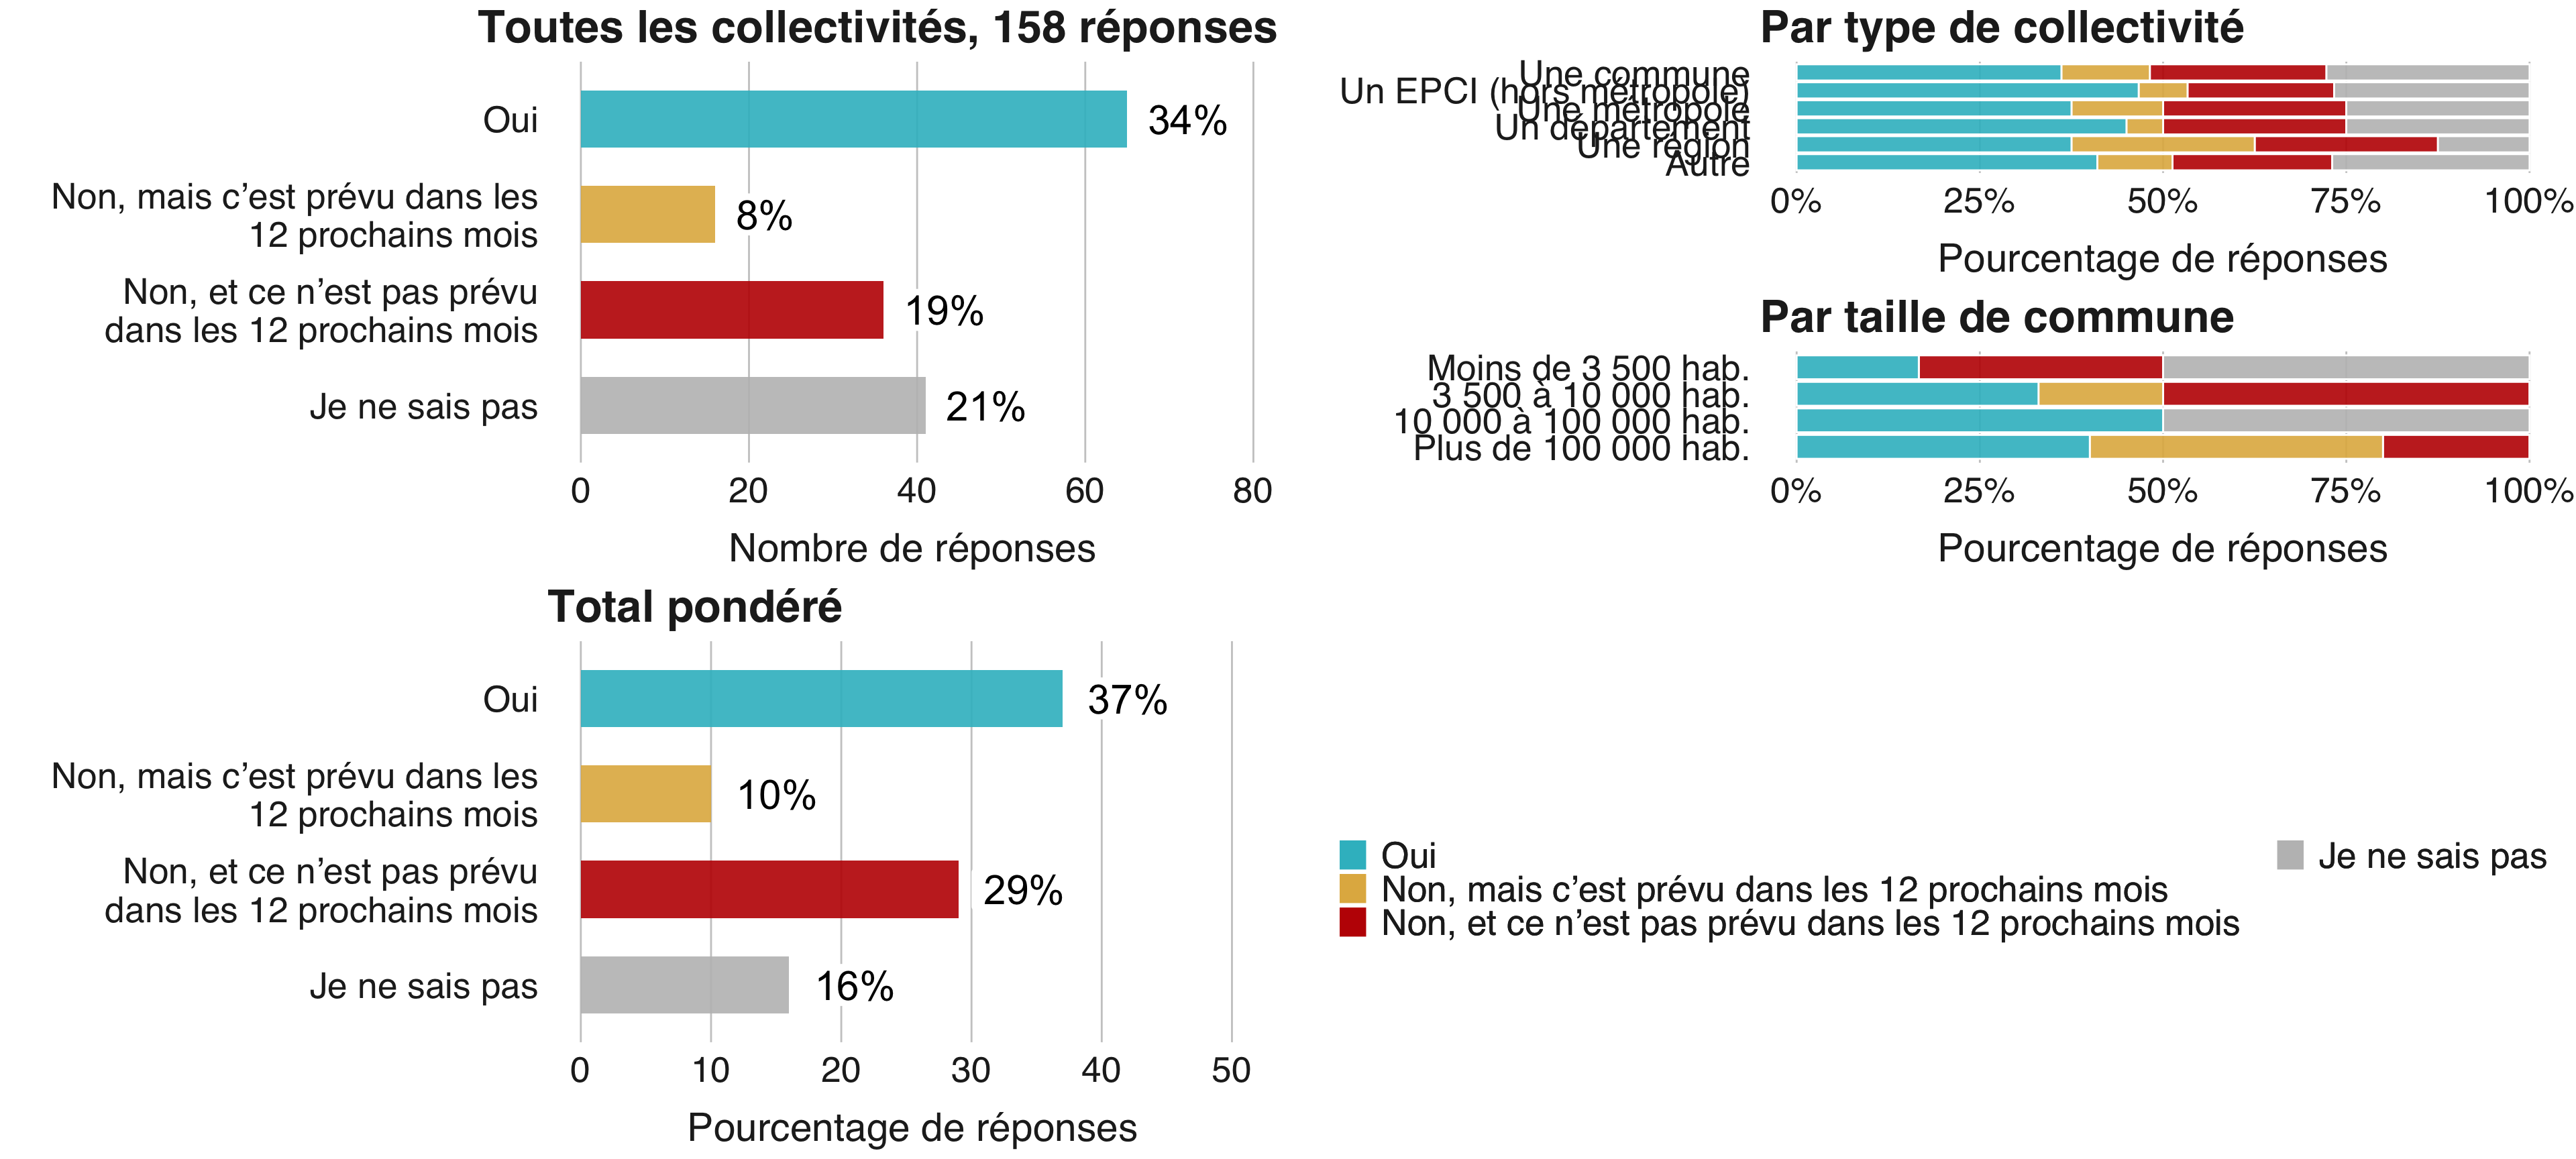 Toutes les collectivités, 158 réponses
Oui
34%
Non, mais c’est prévu dans les
12 prochains mois
8%
Non, et ce n’est pas prévu
dans les 12 prochains mois
19%
Je ne sais pas
21%
0 20 40 60 80
Nombre de réponses
Total pondéré
Oui
37%
Non, mais c’est prévu dans les
12 prochains mois
10%
Non, et ce n’est pas prévu
dans les 12 prochains mois
29%
Je ne sais pas
16%
0 10 20 30 40 50
Pourcentage de réponses
Par type de collectivité
Une commune
Un EPCI (hors métropole)
Une métropole
Un département
Une région
Autre
0% 25% 50% 75% 100%
Pourcentage de réponses
Par taille de commune
Moins de 3 500 hab.
3 500 à 10 000 hab.
10 000 à 100 000 hab.
Plus de 100 000 hab.
0% 25% 50% 75% 100%
Pourcentage de réponses
Oui
Non, mais c’est prévu dans les 12 prochains mois
Non, et ce n’est pas prévu dans les 12 prochains mois
Je ne sais pas